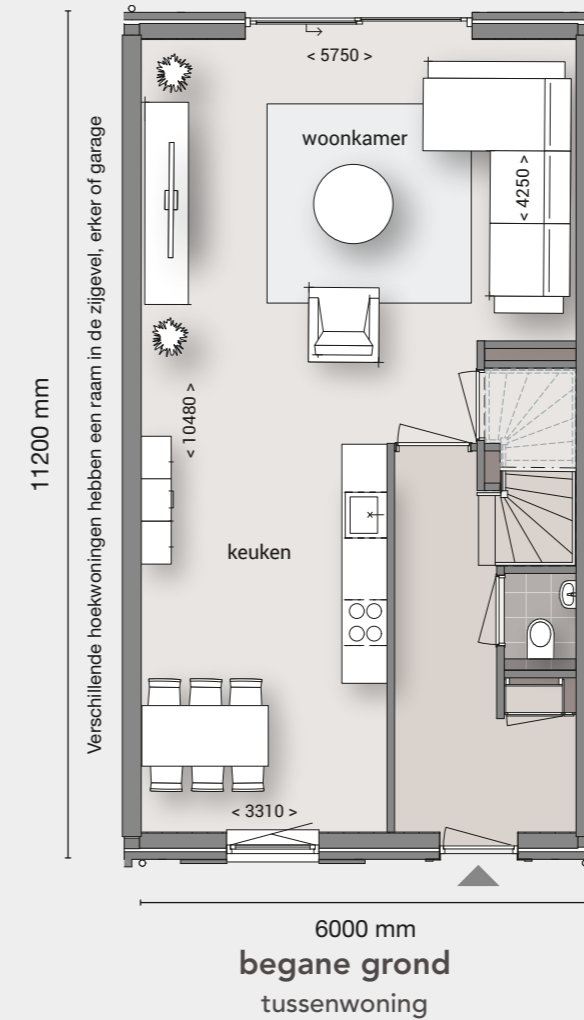 < 5750 >
woonkamer
< 4250 >
11200 mm
Verschillende hoekwoningen hebben een raam in de zijgevel, erker of garage
< 10480 >
keuken
< 3310 >
6000 mm
begane grond
tussenwoning